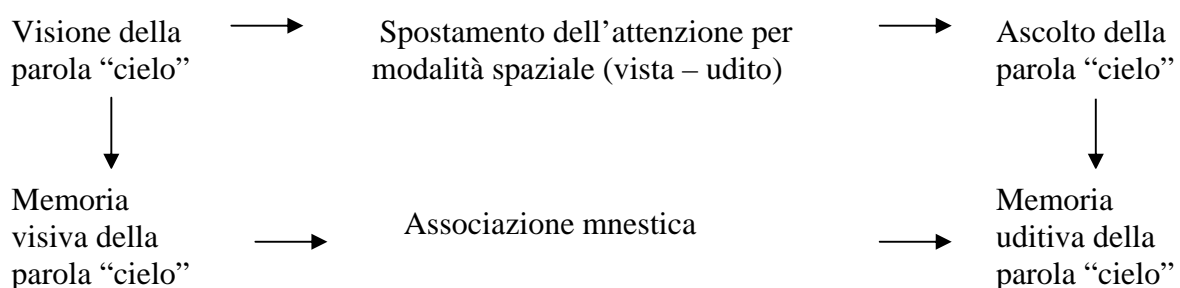 Visione della
parola “cielo”
Spostamento dell’attenzione per
modalità spaziale (vista – udito)
Ascolto della
parola “cielo”
Memoria
visiva della
parola “cielo”
Associazione mnestica
Memoria
uditiva della
parola “cielo”